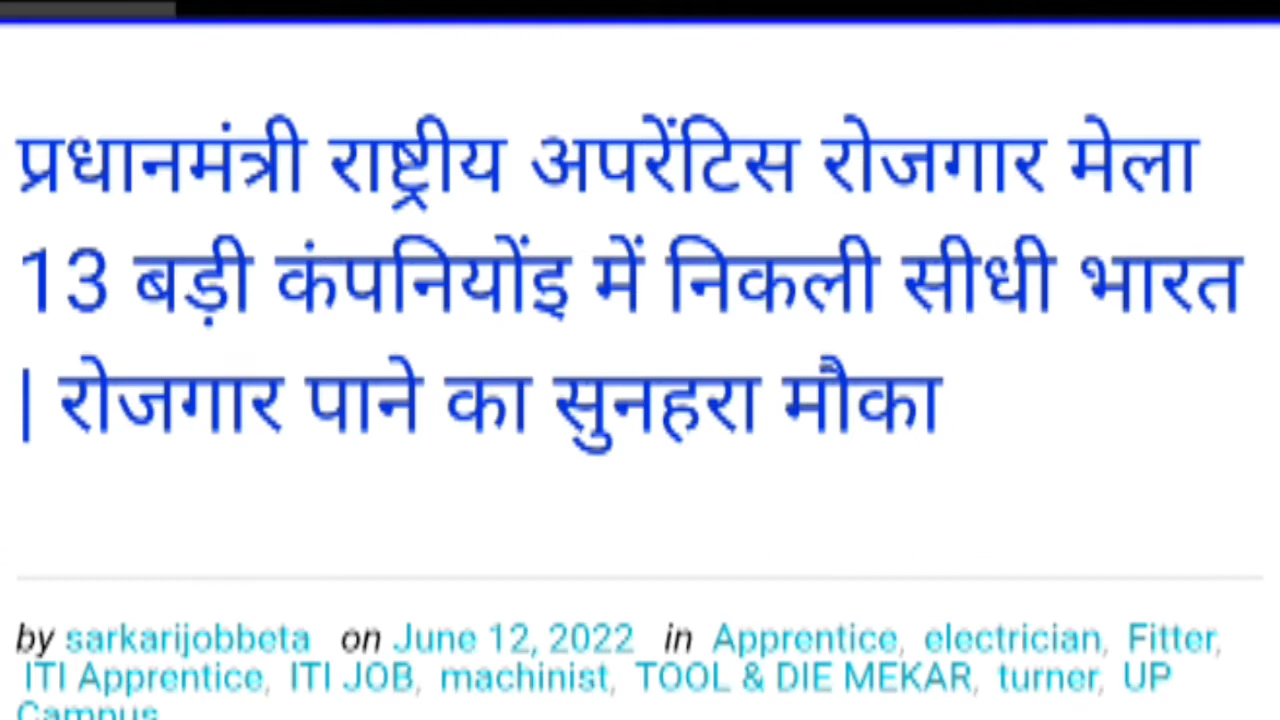 प्रधानमंत्री राष्ट्रीय अपरेंटिस रोजगार मेला
13 बड़ी कंपनियोंइ में निकली सीधी भारत
| रोजगार पाने का सुनहरा मौका
by sarkarijobbeta on June 12, 2022 in Apprentice, electrician, Fitter,
ITI Apprentice, ITI JOB, machinist, TOOL & DIE MEKAR, turner, UP
Campus